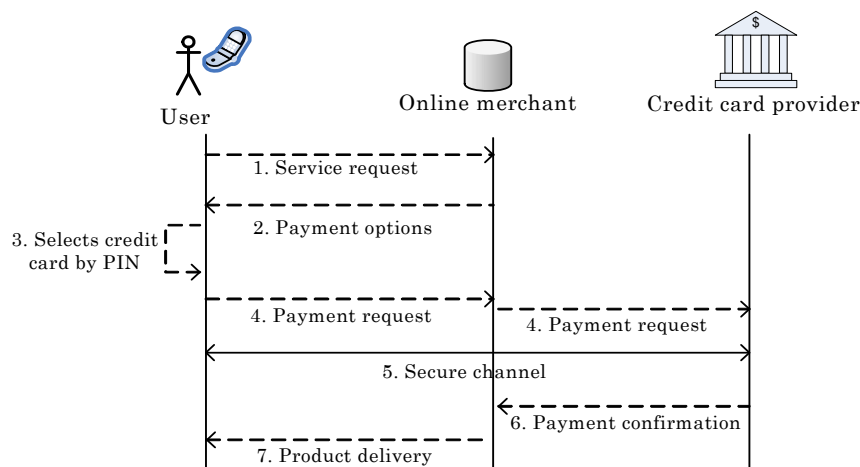 $
User
Online merchant
Credit card provider
1. Service request
2. Payment options
3. Selects credit
card by PIN
4. Payment request
4. Payment request
5. Secure channel
6. Payment confirmation
7. Product delivery